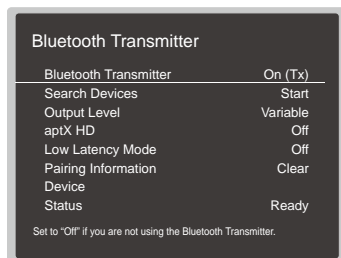 Bluetooth Transmitter
Bluetooth Transmitter On (Tx)
Search Devices Start
Output Level Variable
aptX HD Off
Low Latency Mode Off
Pairing Information Clear
Device
Status Ready
Set to “Off” if you are not using the Bluetooth Transmitter.